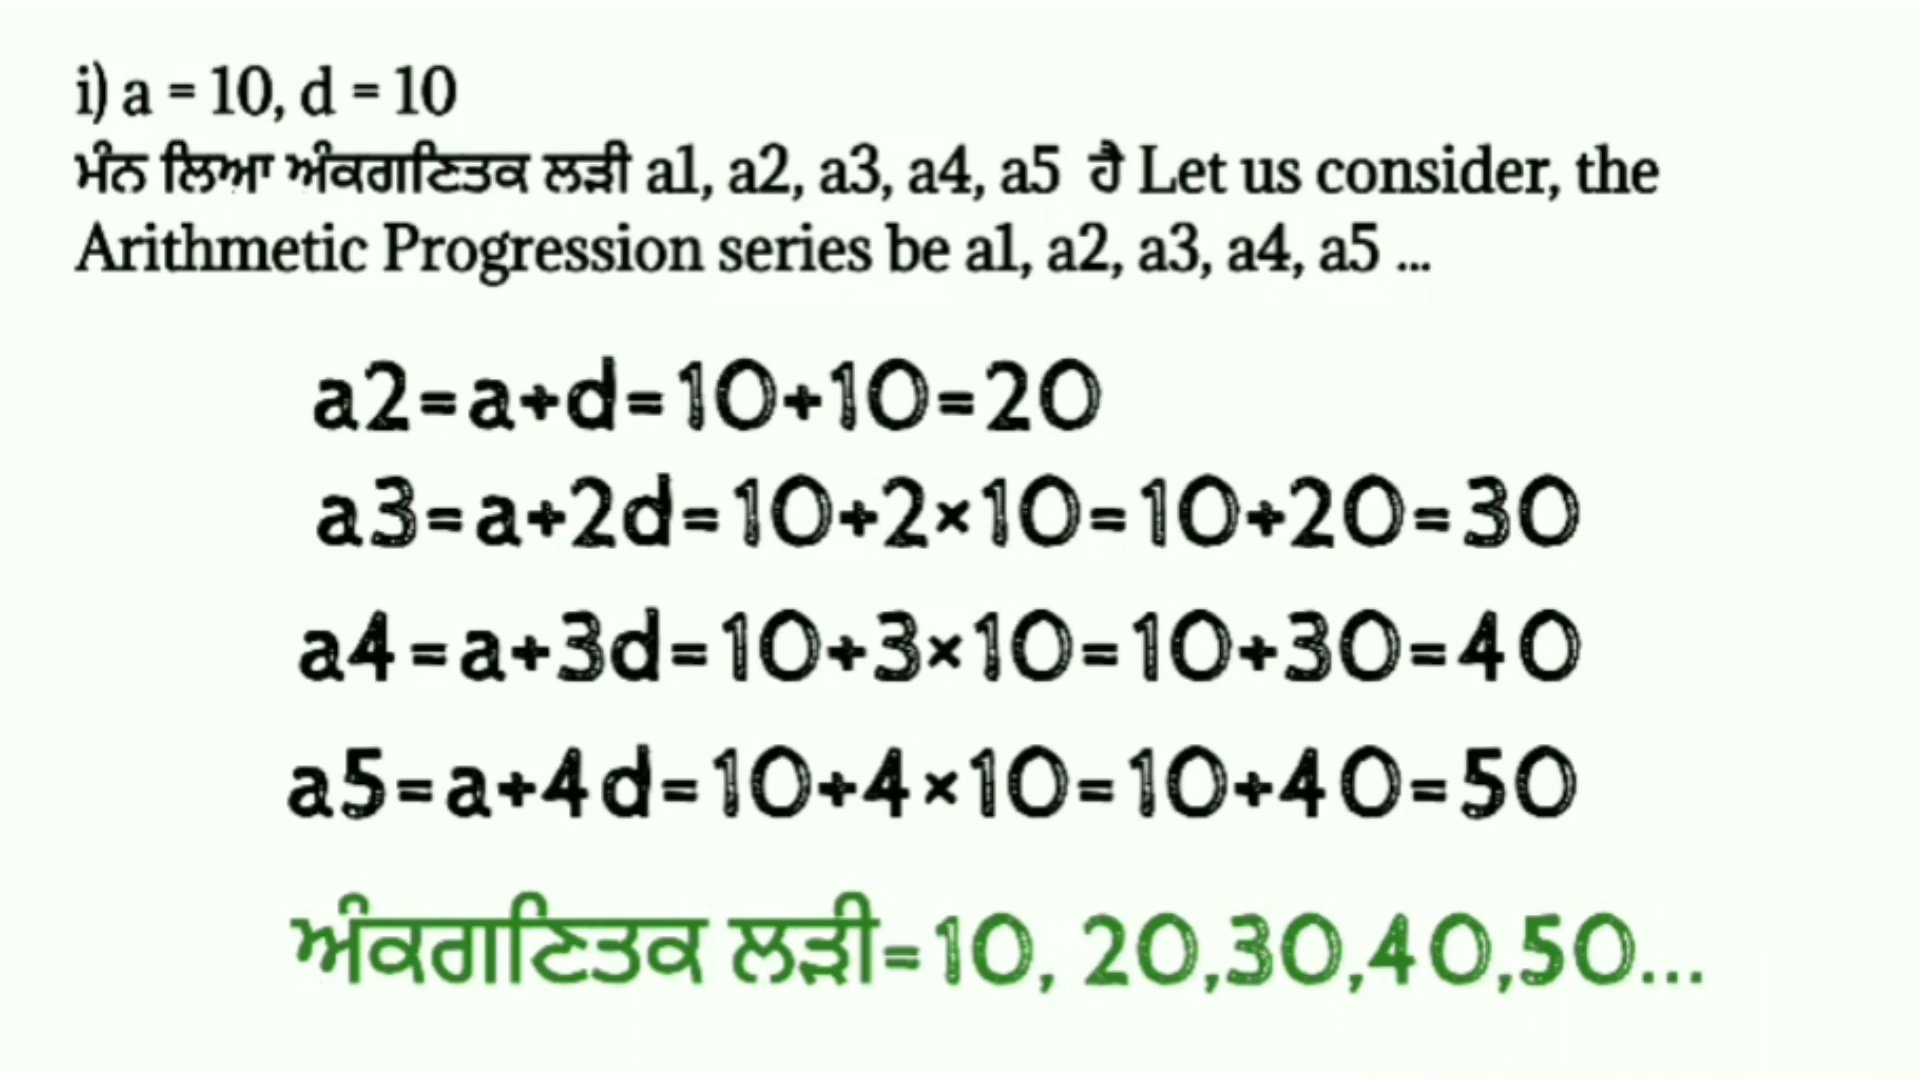 i) a = 10, d = 10
ਮੰਨ ਲਿਆ ਅੰਕਗਣਿਤਕ ਲੜੀ a1, a2, a3, a4, a5 ਹੈ Let us consider, the
Arithmetic Progression series be a1, a2, a3, a4, a5 ...
a2=a+d=10+10=20
a3=a+2d=10+2×10=10+20=30
a4=a+3d=10+3×10=10+30=40
a5=a+4d=10+4×10=10+40=50
ਅੰਕਗਣਿਤਕ ਲੜੀ=10, 20,30,40,50...